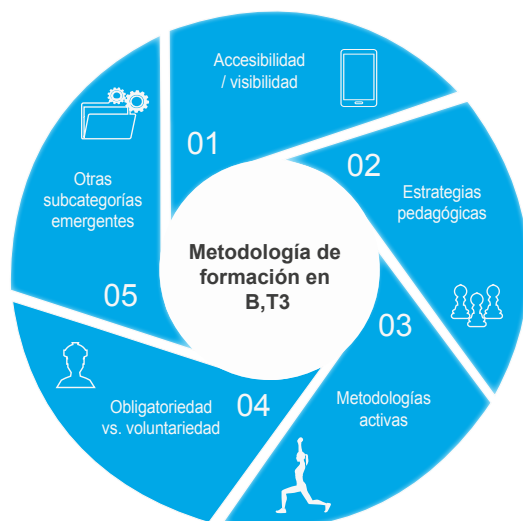 Metodología de
formación en
B,T3
01
Accesibilidad
/ visibilidad
02
Estrategias
pedagógicas
03
Metodologías
activas
04
Obligatoriedad
vs. voluntariedad
05
Otras
subcategorías
emergentes